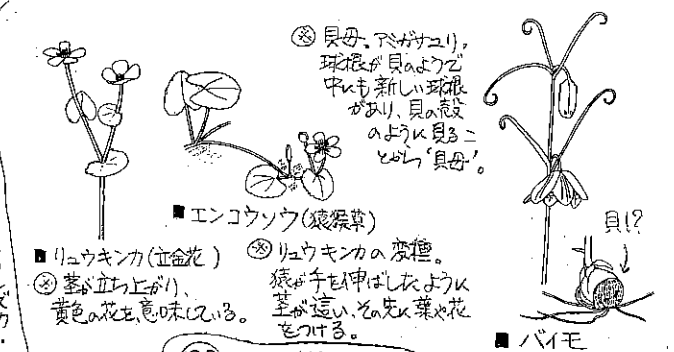 ※貝母、アミガサユリ。
球根が貝のようで
中にも新しい球根
があり、貝の殻
のように見るこ
とから'貝母'。
■エンコウソウ(猿猴草)
※リュウキンカの変種。
猿が手を伸ばしたように
茎が這い、その先に葉や花
をつける。
■リュウキンカ(立金花)
※茎が立ち上がり、
黄色の花を意味している。
貝!?
■バイモ